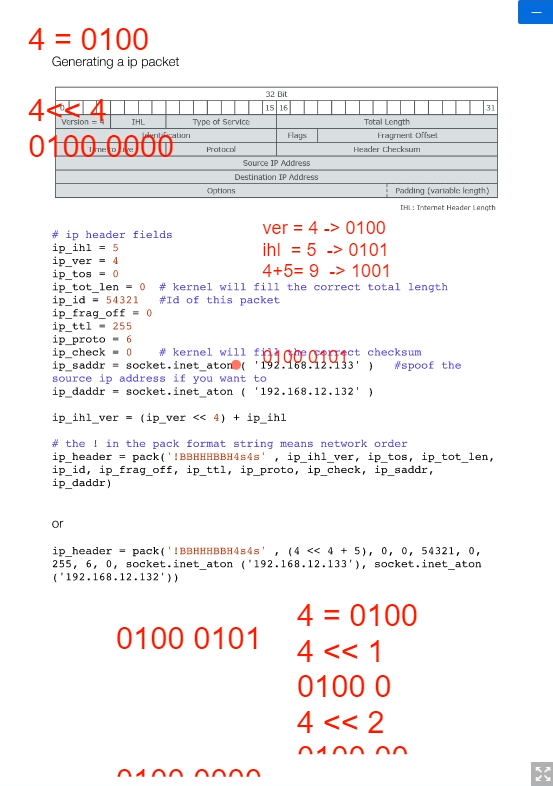 4 = 0100
Generating a ip packet
32 Bit
0 15 16 31
4<< 4
Version = 4 IHL Type of Service Total Length
Identification Flags Fragment Offset
0100 0000
Time to live Protocol Header Checksum
Source IP Address
Destination IP Address
Options Padding (variable length)
IHL: Internet Header Length
ver = 4 -> 0100
# ip header fields
ip_ihl = 5
ihl = 5 -> 0101
ip_ver = 4
ip_tos = 0
4+5= 9 -> 1001
ip_tot_len = 0 # kernel will fill the correct total length
ip_id = 54321 #Id of this packet
ip_frag_off = 0
ip_ttl = 255
ip_proto = 6
ip_check = 0 # kernel will fill the correct checksum
0100 0101
ip_saddr = socket.inet_aton ( '192.168.12.133' ) #spoof the
source ip address if you want to
ip_daddr = socket.inet_aton ( '192.168.12.132' )
ip_ihl_ver = (ip_ver << 4) + ip_ihl
# the ! in the pack format string means network order
ip_header = pack('!BBHHHBBH4s4s' , ip_ihl_ver, ip_tos, ip_tot_len,
ip_id, ip_frag_off, ip_ttl, ip_proto, ip_check, ip_saddr,
ip_daddr)
or
ip_header = pack('!BBHHHBBH4s4s' , (4 << 4 + 5), 0, 0, 54321, 0,
255, 6, 0, socket.inet_aton ('192.168.12.133'), socket.inet_aton
('192.168.12.132'))
4 = 0100
0100 0101
4 << 1
0100 0
4 << 2
0100 00
0100 0000